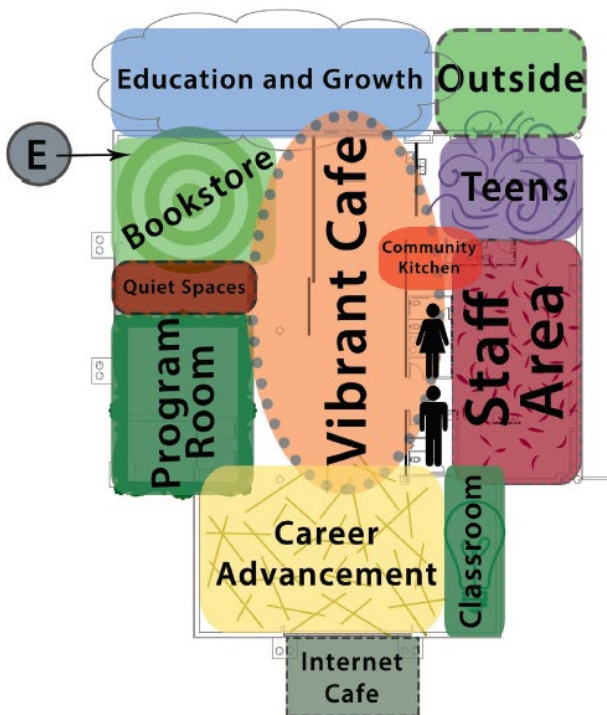 Education and Growth
Outside
E
Bookstore
Vibrant Cafe
Teens
Community
Kitchen
Quiet Spaces
Program
Room
Staff
Area
Career
Advancement
Classroom
Internet
Cafe